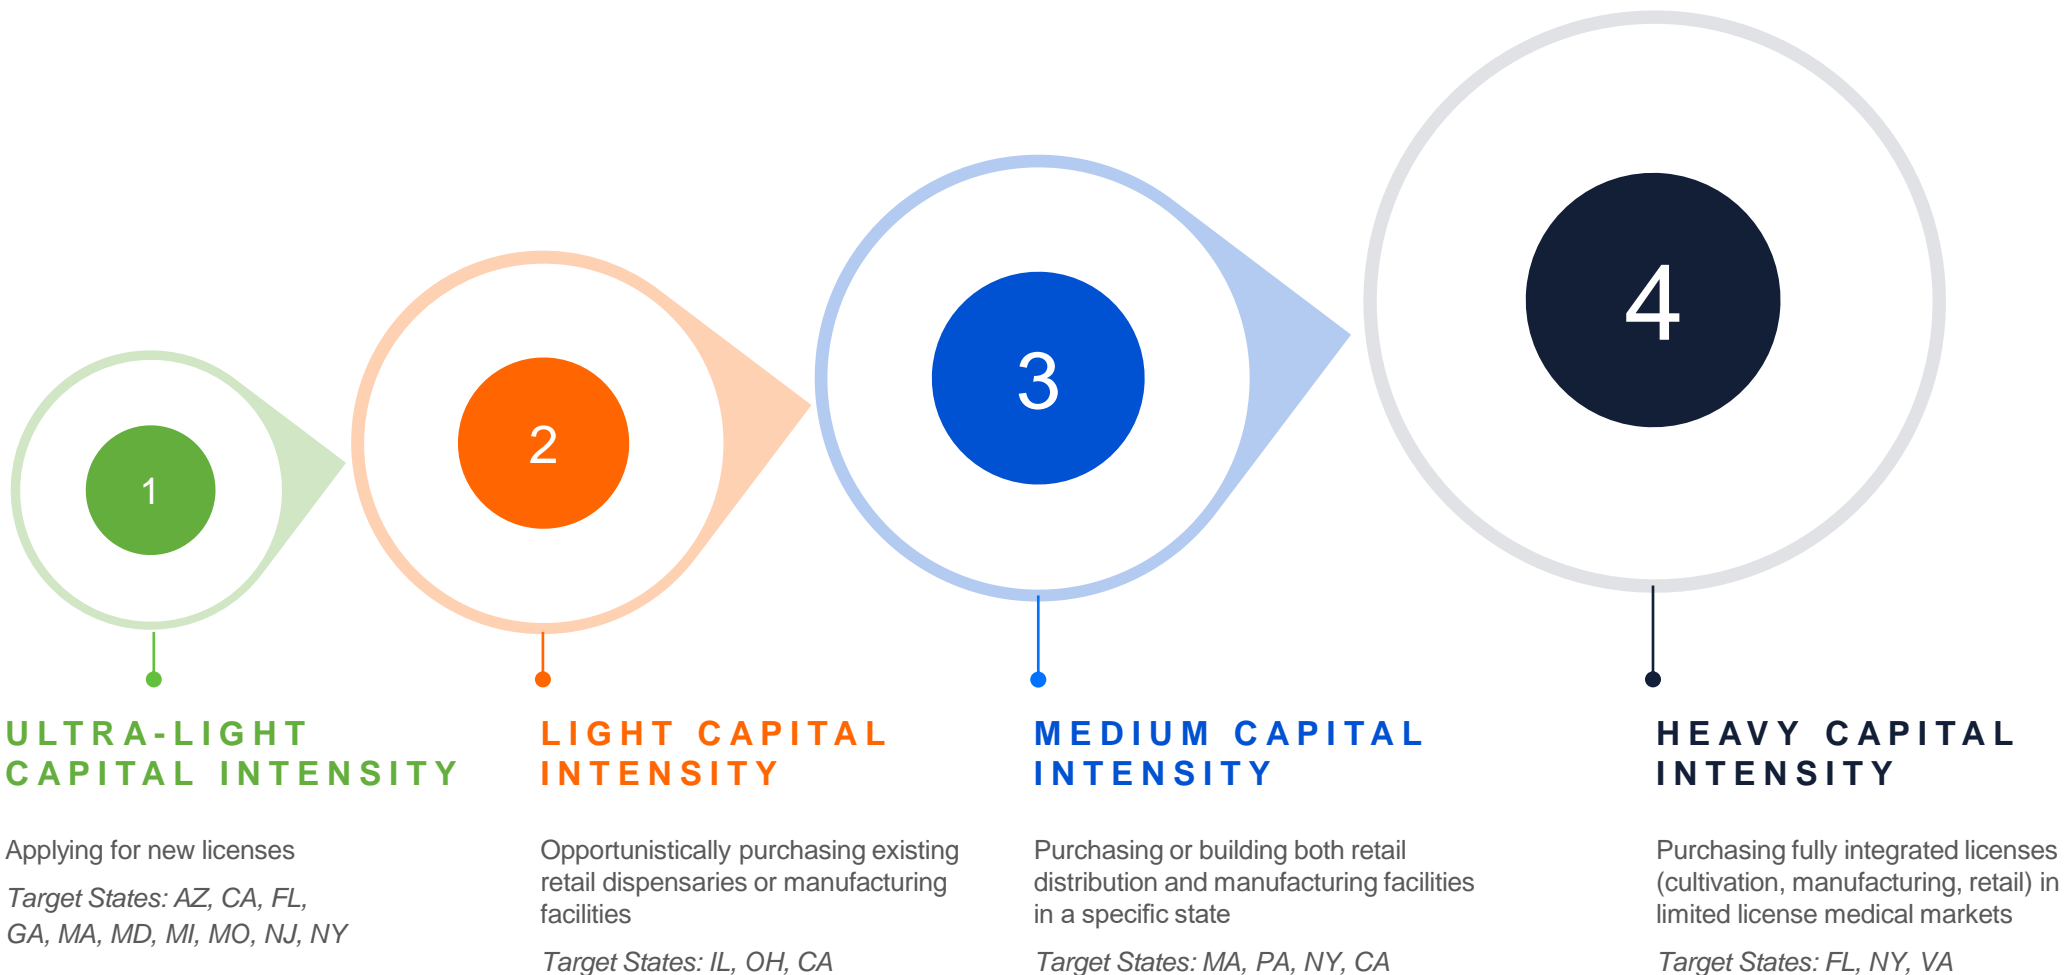 1
2
3
4
ULTRA-LIGHT
CAPITAL INTENSITY
Applying for new licenses
Target States: AZ, CA, FL,
GA, MA, MD, MI, MO, NJ, NY
LIGHT CAPITAL
INTENSITY
Opportunistically purchasing existing
retail dispensaries or manufacturing
facilities
Target States: IL, OH, CA
MEDIUM CAPITAL
INTENSITY
Purchasing or building both retail
distribution and manufacturing facilities
in a specific state
Target States: MA, PA, NY, CA
HEAVY CAPITAL
INTENSITY
Purchasing fully integrated licenses
(cultivation, manufacturing, retail) in
limited license medical markets
Target States: FL, NY, VA